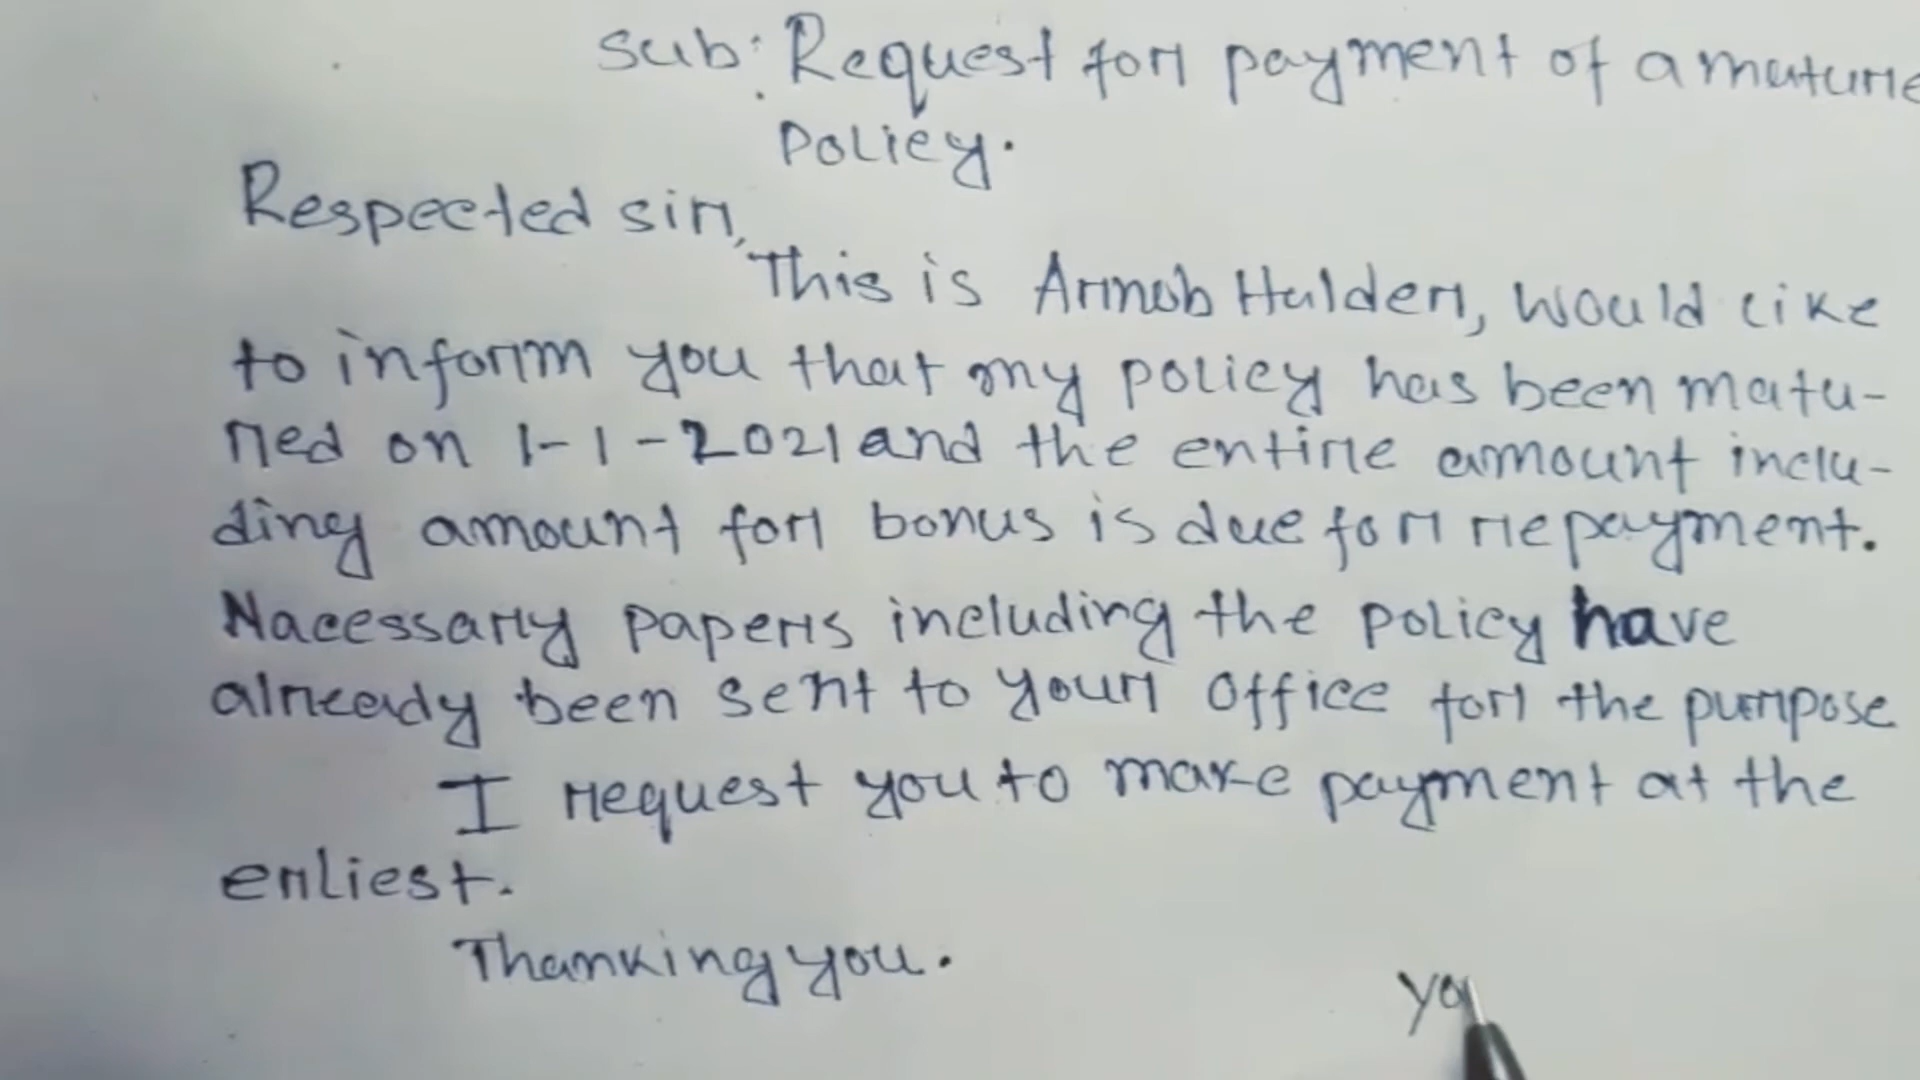 Sub: Request for payment of a mature
Policy.
Respected sir,
This is Arnab Halder, would like
to inform you that my policy has been matu-
red on 1-1-2021 and the entire amount inclu-
ding amount for bonus is due for repayment.
Nacessary papers including the policy have
already been sent to your office for the purpose
I request you to make payment at the
erliest.
Thanking you.
yo